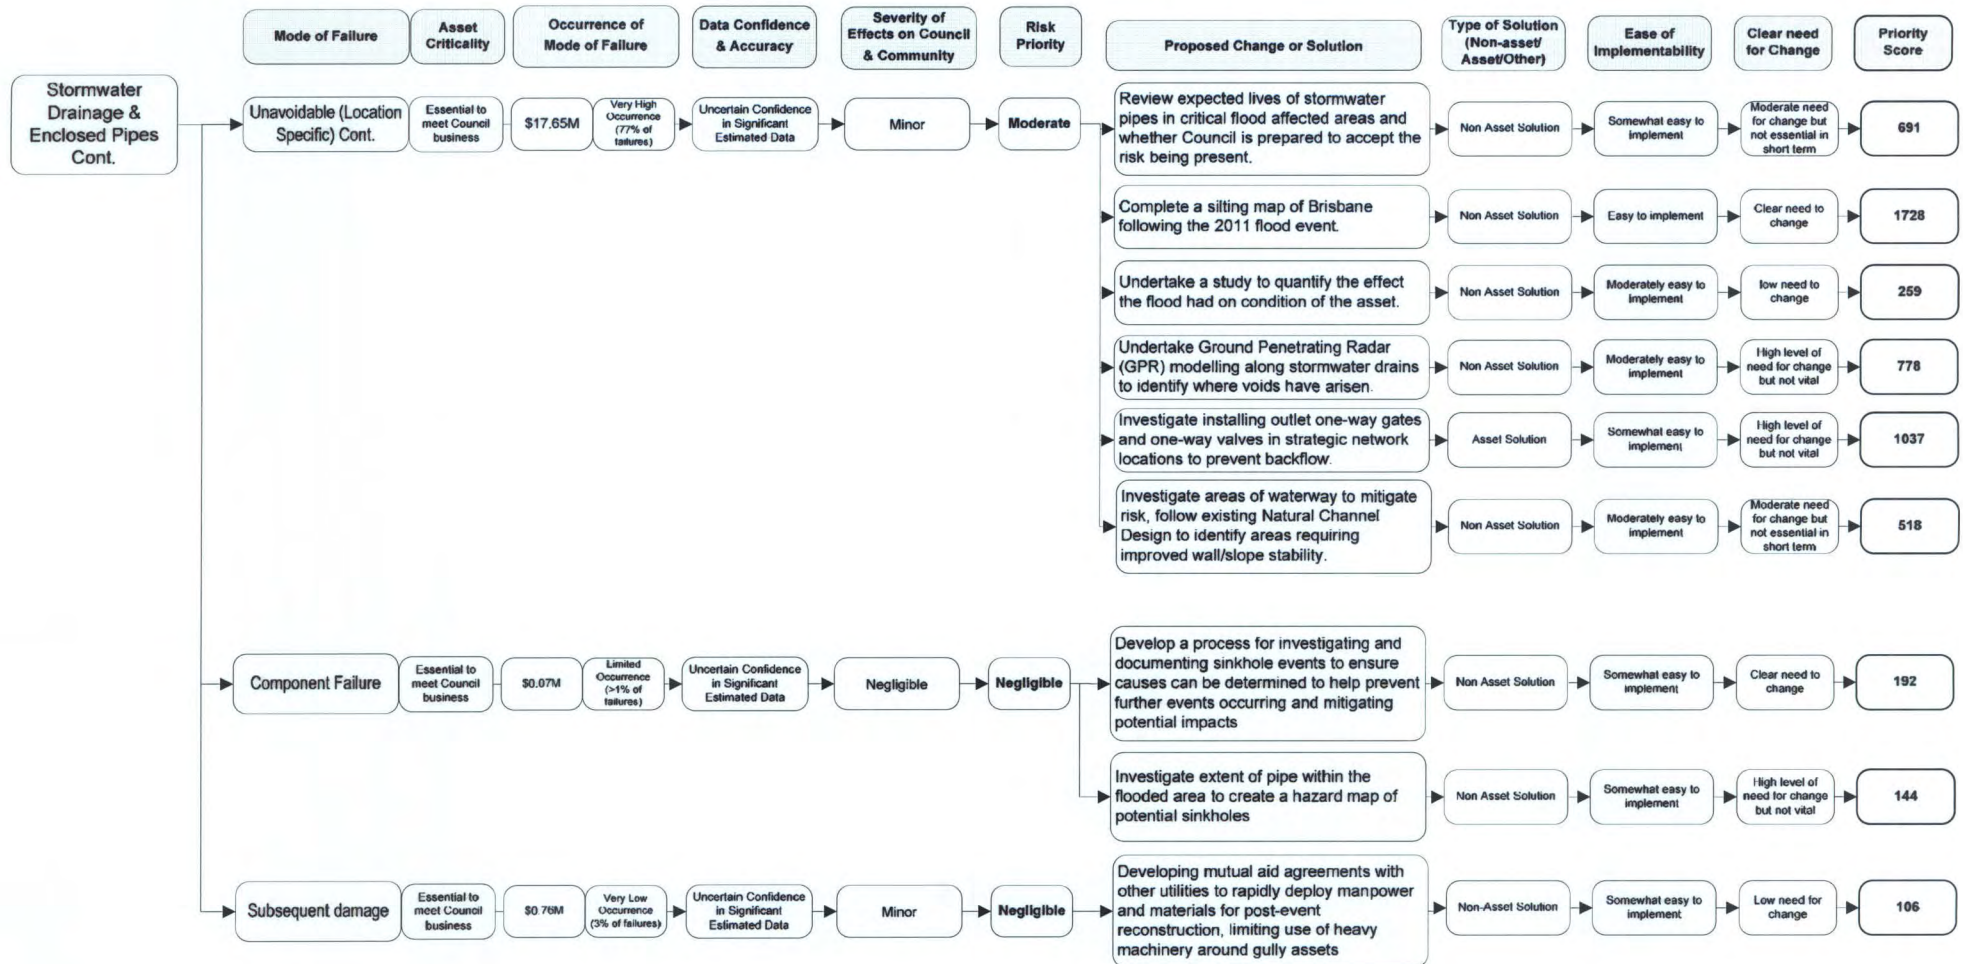 Mode of Failure
Asset
Criticality
Occurrence of
Mode of Failure
Data Confidence
& Accuracy
Severity of
Effects on Council
& Community
Risk
Priority
Proposed Change or Solution
Type of Solution
(Non-asset/
Asset/Other)
Ease of
Implementability
Clear need
for Change
Priority
Score
Stormwater
Drainage &
Enclosed Pipes
Cont.
Unavoidable (Location
Specific) Cont.
Essential to
meet Council
business
$17.65M
Very High
Occurrence
(77% of
failures)
Uncertain Confidence
in Significant
Estimated Data
Minor
Moderate
Review expected lives of stormwater
pipes in critical flood affected areas and
whether Council is prepared to accept the
risk being present.
Non Asset Solution
Somewhat easy to
implement
Moderate need
for change but
not essential in
short term
691
Complete a silting map of Brisbane
following the 2011 flood event.
Non Asset Solution
Easy to implement
Clear need to
change
1728
Undertake a study to quantify the effect
the flood had on condition of the asset.
Non Asset Solution
Moderately easy to
implement
low need to
change
259
Undertake Ground Penetrating Radar
(GPR) modelling along stormwater drains
to identify where voids have arisen.
Non Asset Solution
Moderately easy to
implement
High level of
need for change
but not vital
778
Investigate installing outlet one-way gates
and one-way valves in strategic network
locations to prevent backflow.
Asset Solution
Somewhat easy to
implement
High level of
need for change
but not vital
1037
Investigate areas of waterway to mitigate
risk, follow existing Natural Channel
Design to identify areas requiring
improved wall/slope stability.
Non Asset Solution
Moderately easy to
implement
Moderate need
for change but
not essential in
short term
518
Component Failure
Essential to
meet Council
business
$0.07M
Limited
Occurrence
(>1% of
failures)
Uncertain Confidence
in Significant
Estimated Data
Negligible
Negligible
Develop a process for investigating and
documenting sinkhole events to ensure
causes can be determined to help prevent
further events occurring and mitigating
potential impacts
Non Asset Solution
Somewhat easy to
implement
Clear need to
change
192
Investigate extent of pipe within the
flooded area to create a hazard map of
potential sinkholes
Non Asset Solution
Somewhat easy to
implement
High level of
need for change
but not vital
144
Subsequent damage
Essential to
meet Council
business
$0.76M
Very Low
Occurrence
(3% of failures)
Uncertain Confidence
in Significant
Estimated Data
Minor
Negligible
Developing mutual aid agreements with
other utilities to rapidly deploy manpower
and materials for post-event
reconstruction, limiting use of heavy
machinery around gully assets
Non-Asset Solution
Somewhat easy to
implement
Low need for
change
106